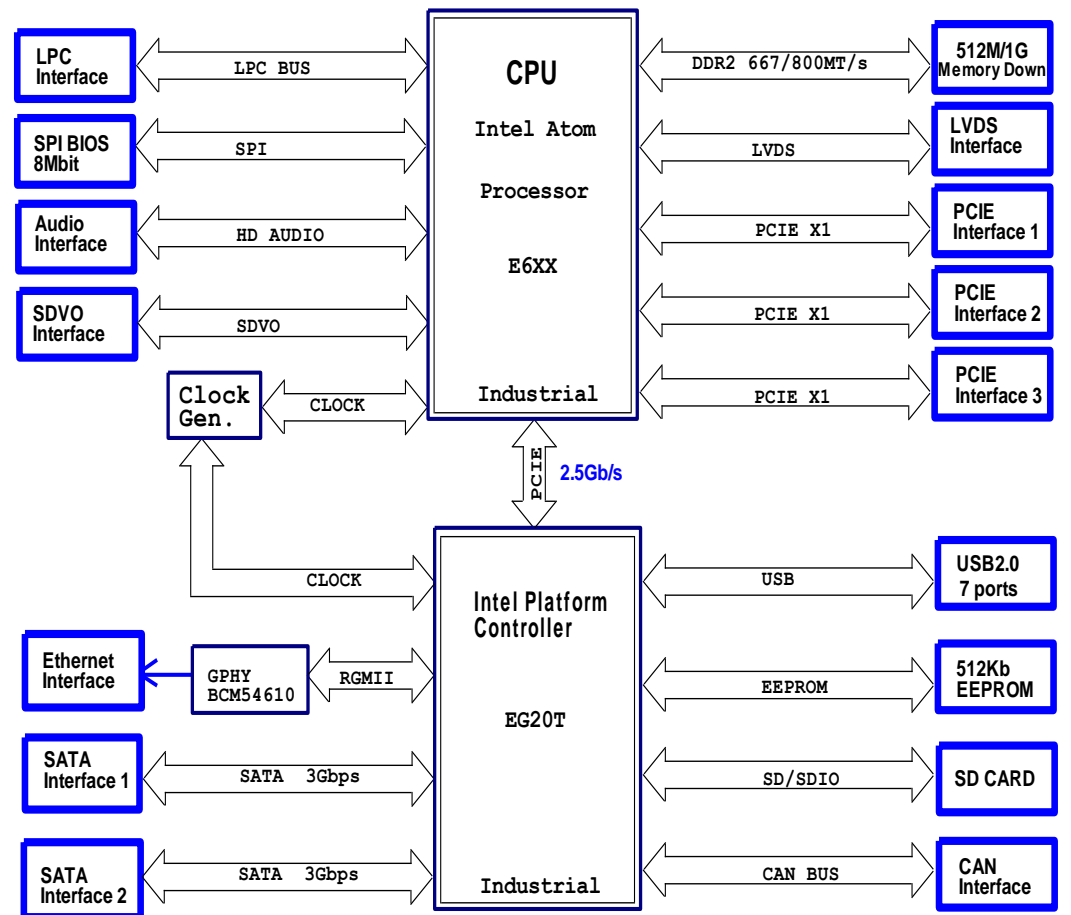 LPC
Interface
LPC BUS
CPU
DDR2 667/800MT/s
512M/1G
Memory Down
SPI BIOS
8Mbit
SPI
Intel Atom
LVDS
LVDS
Interface
Processor
Audio
Interface
HD AUDIO
PCIE X1
PCIE
Interface 1
E6XX
SDVO
Interface
SDVO
PCIE X1
PCIE
Interface 2
Clock
Gen.
CLOCK
Industrial
PCIE X1
PCIE
Interface 3
PCIE
2.5Gb/s
CLOCK
Intel Platform
Controller
USB
USB2.0
7 ports
Ethernet
Interface
GPHY
BCM54610
RGMII
EEPROM
512Kb
EEPROM
EG20T
SATA
Interface 1
SATA 3Gbps
SD/SDIO
SD CARD
SATA
Interface 2
SATA 3Gbps
Industrial
CAN BUS
CAN
Interface